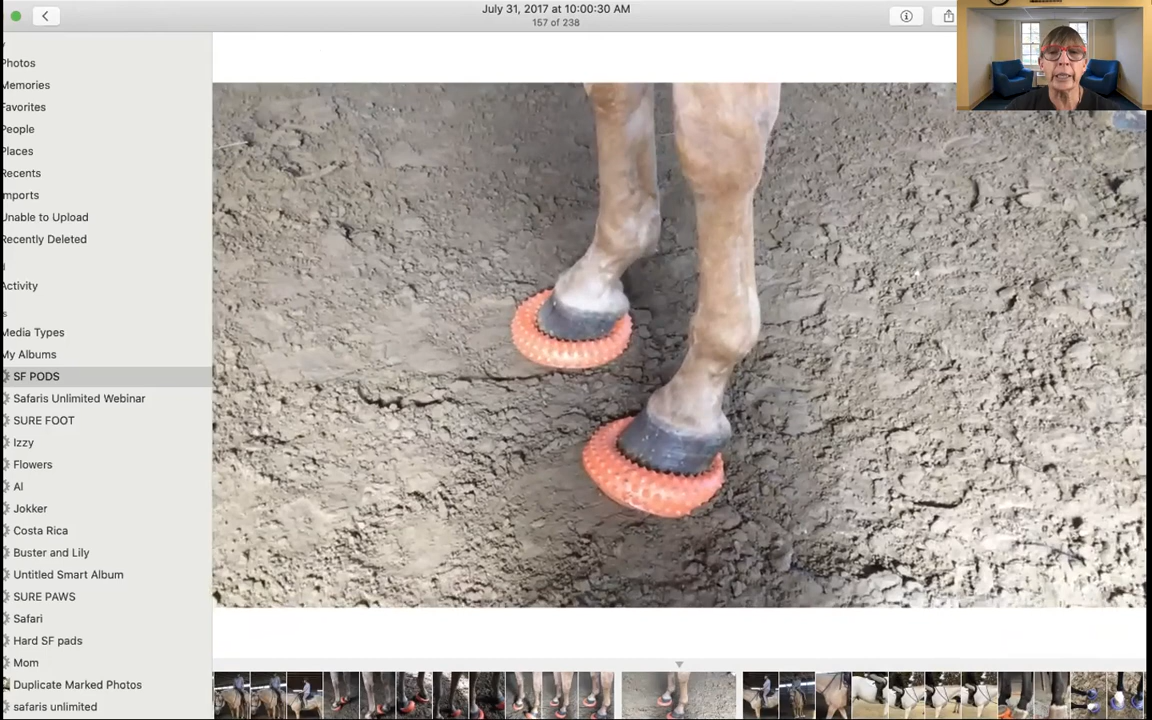 July 31, 2017 at 10:00:30 AM
157 of 238
Photos
Memories
Favorites
People
Places
Recents
mports
Unable to Upload
Recently Deleted
Activity
s
Media Types
My Albums
SF PODS
Safaris Unlimited Webinar
SURE FOOT
Izzy
Flowers
Al
Jokker
Costa Rica
Buster and Lily
Untitled Smart Album
SURE PAWS
Safari
Hard SF pads
Mom
Duplicate Marked Photos
safaris unlimited